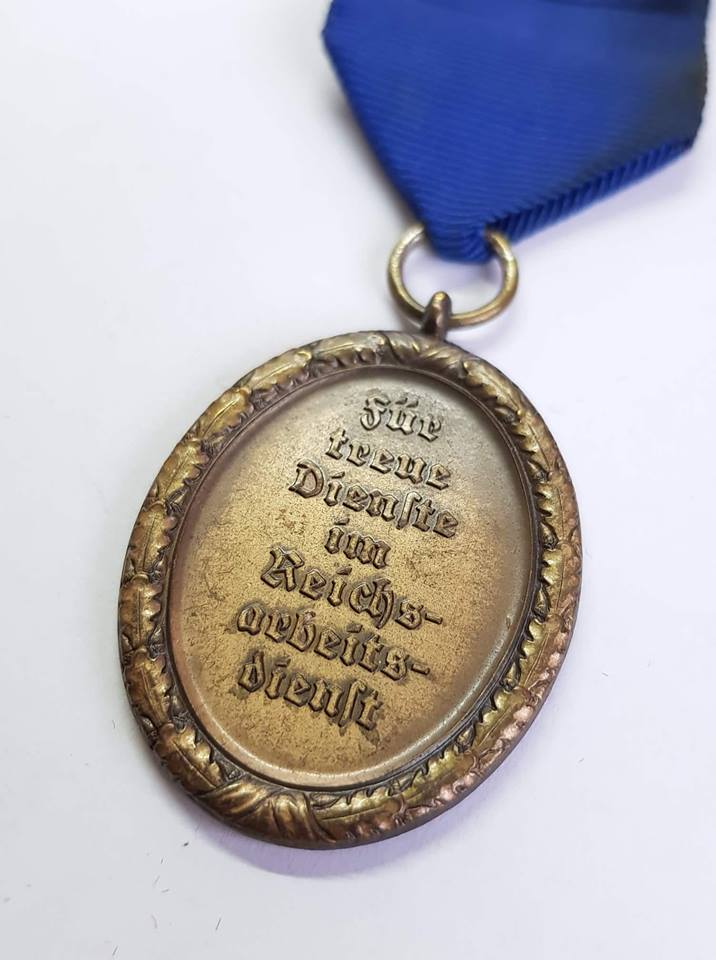 Für
treue
Dienste
im
Reichs-
arbeits-
dienst